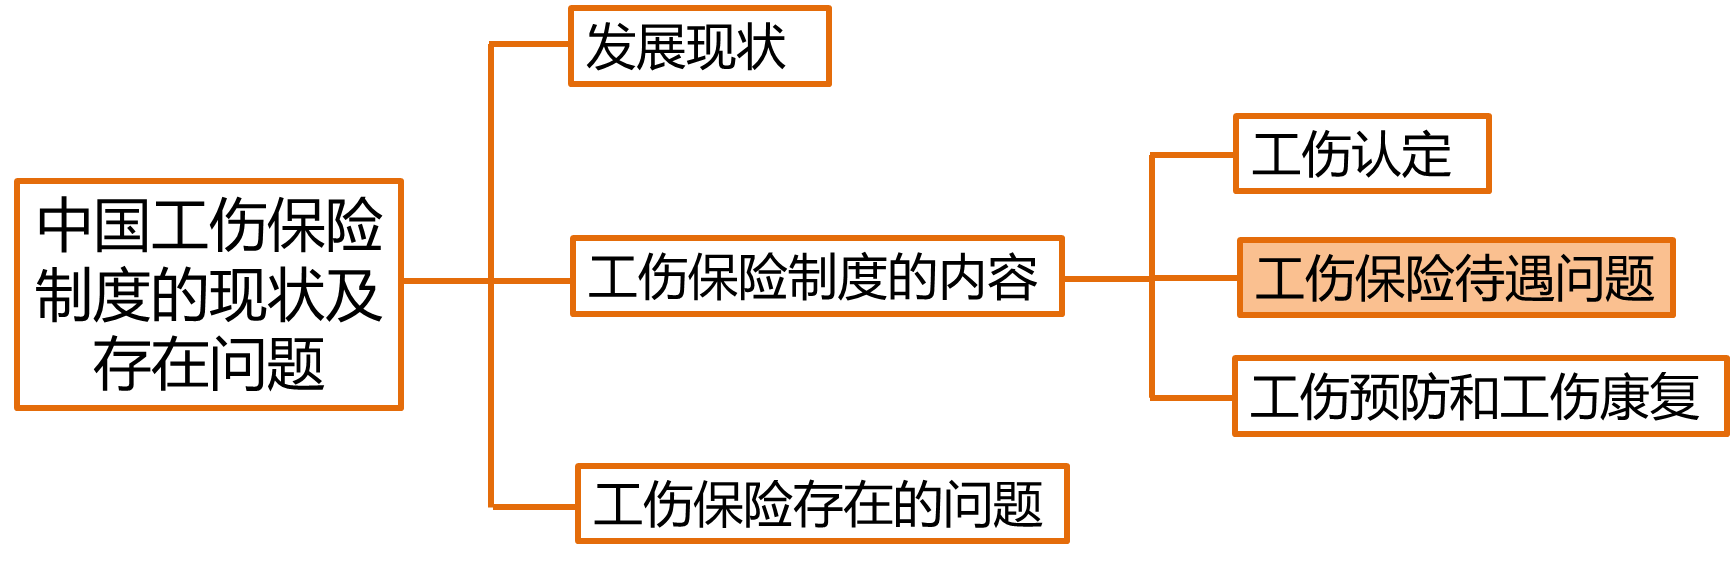 中国工伤保险
制度的现状及
存在问题
发展现状
工伤保险制度的内容
工伤认定
工伤保险待遇问题
工伤预防和工伤康复
工伤保险存在的问题